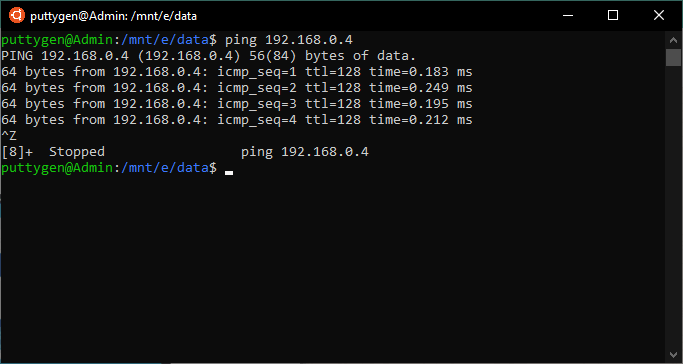 puttygen@Admin: /mnt/e/data
puttygen@Admin:/mnt/e/data$ ping 192.168.0.4
PING 192.168.0.4 (192.168.0.4) 56(84) bytes of data.
64 bytes from 192.168.0.4: icmp_seq=1 ttl=128 time=0.183 ms
64 bytes from 192.168.0.4: icmp_seq=2 ttl=128 time=0.249 ms
64 bytes from 192.168.0.4: icmp_seq=3 ttl=128 time=0.195 ms
64 bytes from 192.168.0.4: icmp_seq=4 ttl=128 time=0.212 ms
^Z
[8]+  Stopped                 ping 192.168.0.4
puttygen@Admin:/mnt/e/data$